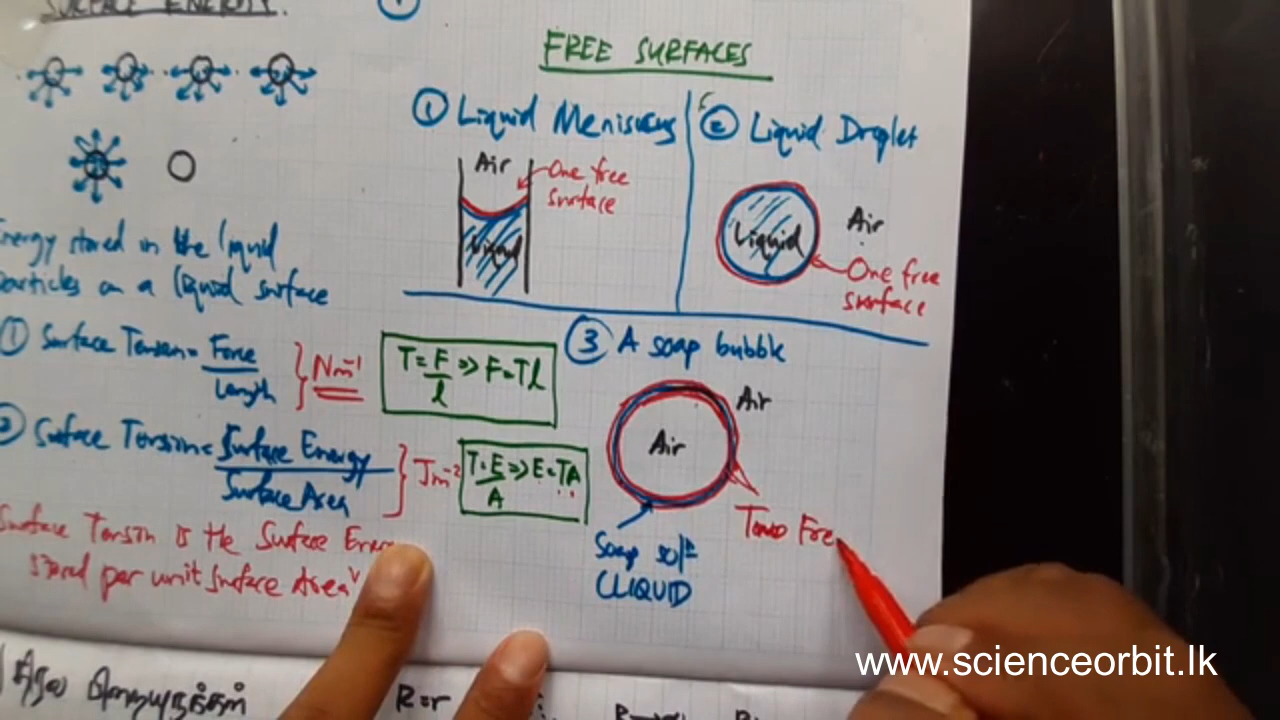 SURFACE ENERGY.
FREE SURFACES
① Liquid Meniscus
Air
One free
surface
Liquid
② Liquid Droplet
Liquid
Air
One free
surface
Energy stored in the liquid
particles on a liquid surface
① Surface Tension = Force
Length
Nm⁻¹
T = F
l
=> F = Tl
② Surface Tension = Surface Energy
Surface Area
Jm⁻²
T = E
A
=> E = TA
Surface Tension is the Surface
stored per unit Surface Area
③ A soap bubble
Air
Air
Soap solⁿ
(LIQUID
Two Fre
R=r
www.scienceorbit.lk